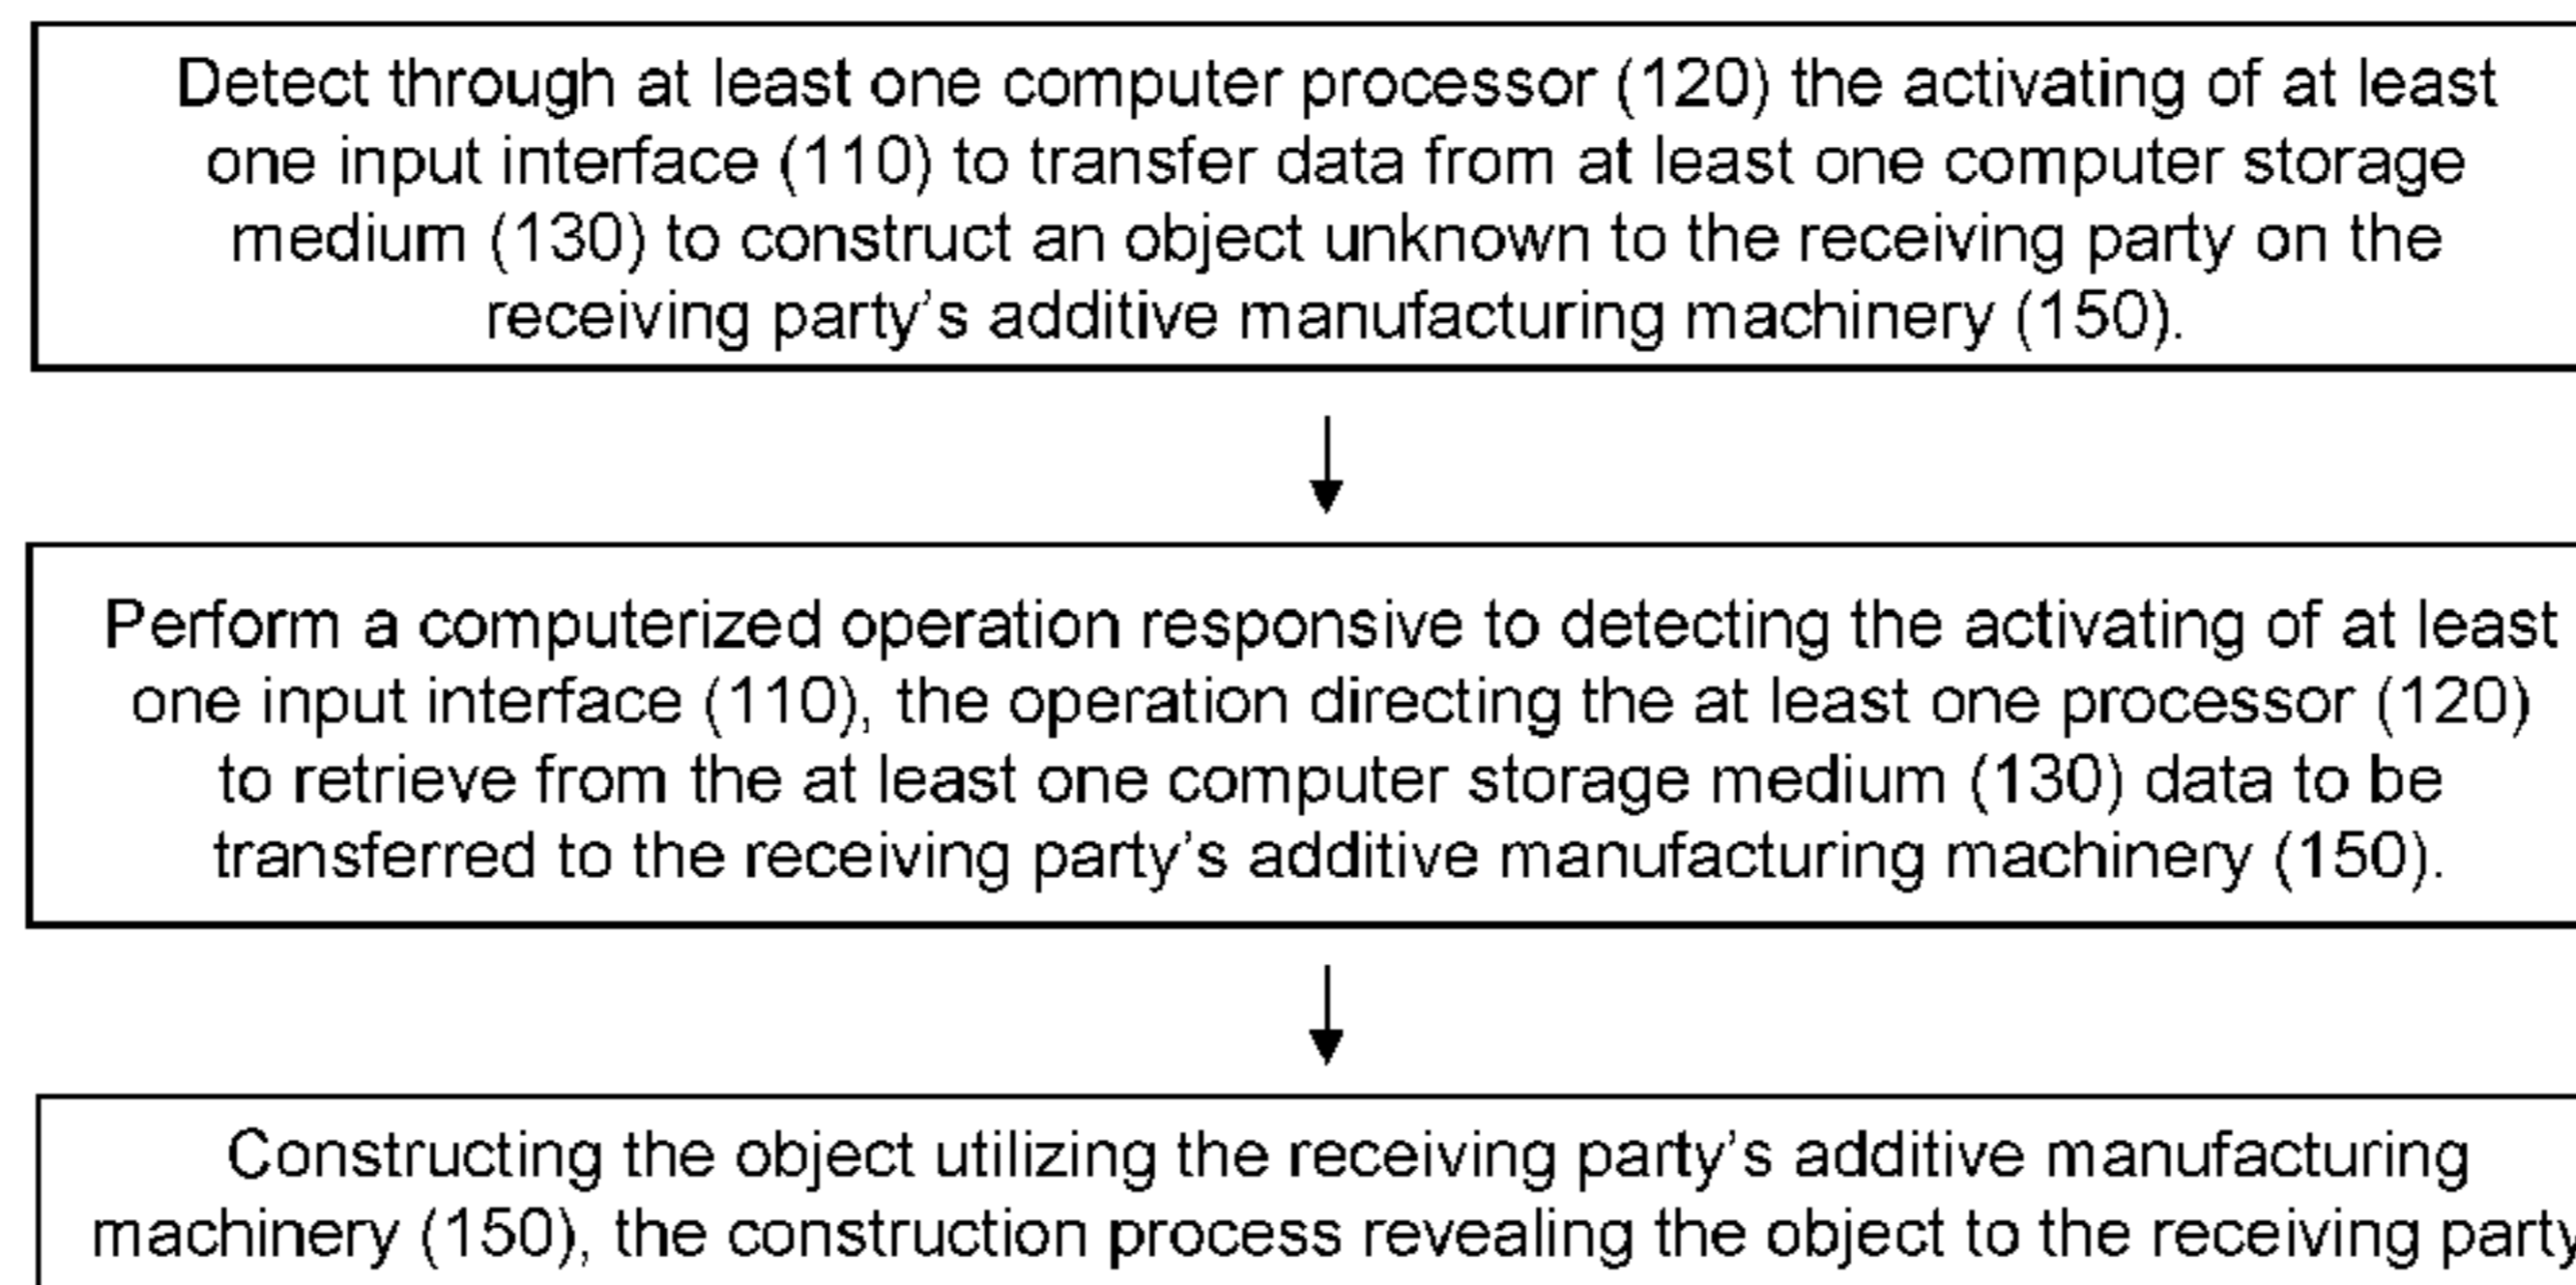 Detect through at least one computer processor (120) the activating of at least
one input interface (110) to transfer data from at least one computer storage
medium (130) to construct an object unknown to the receiving party on the
receiving party's additive manufacturing machinery (150).
Perform a computerized operation responsive to detecting the activating of at least
one input interface (110), the operation directing the at least one processor (120)
to retrieve from the at least one computer storage medium (130) data to be
transferred to the receiving party's additive manufacturing machinery (150).
Constructing the object utilizing the receiving party's additive manufacturing
machinery (150), the construction process revealing the object to the receiving party